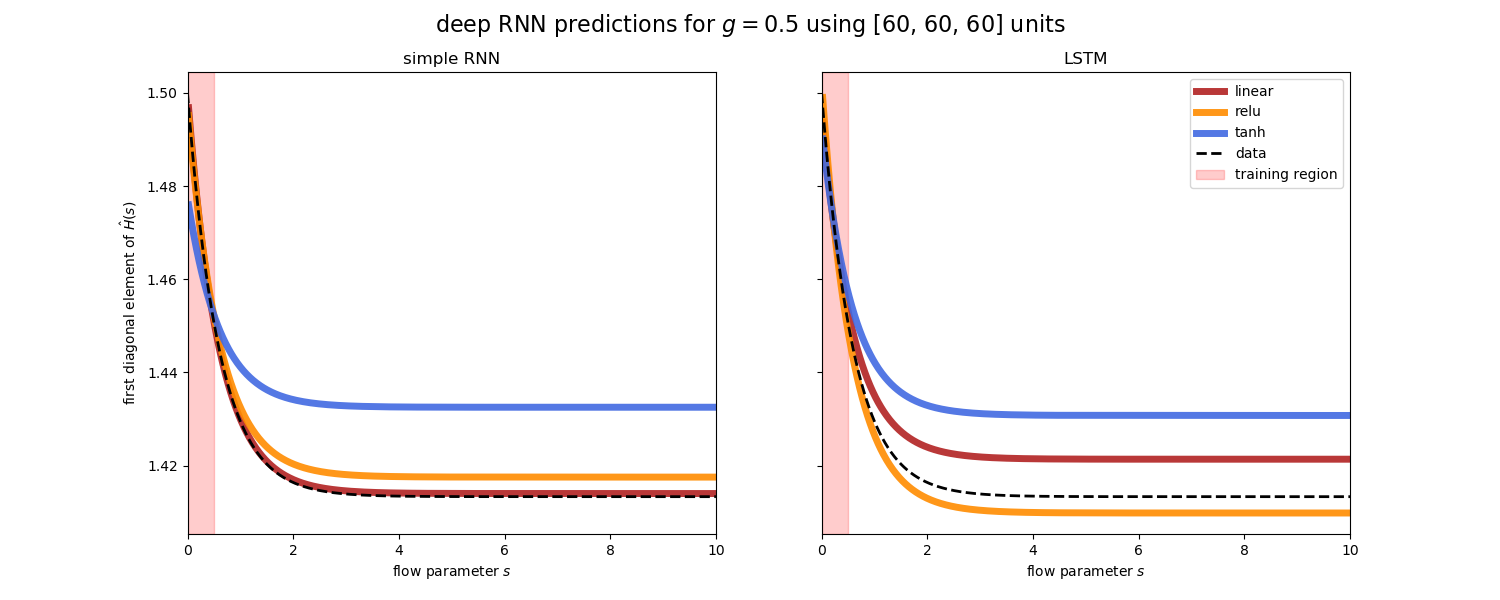 deep RNN predictions for g = 0.5 using [60, 60, 60] units
simple RNN
LSTM
first diagonal element of Ĥ(s)
1.50
1.48
1.46
1.44
1.42
0 2 4 6 8 10
flow parameter s
linear
relu
tanh
data
training region
0 2 4 6 8 10
flow parameter s